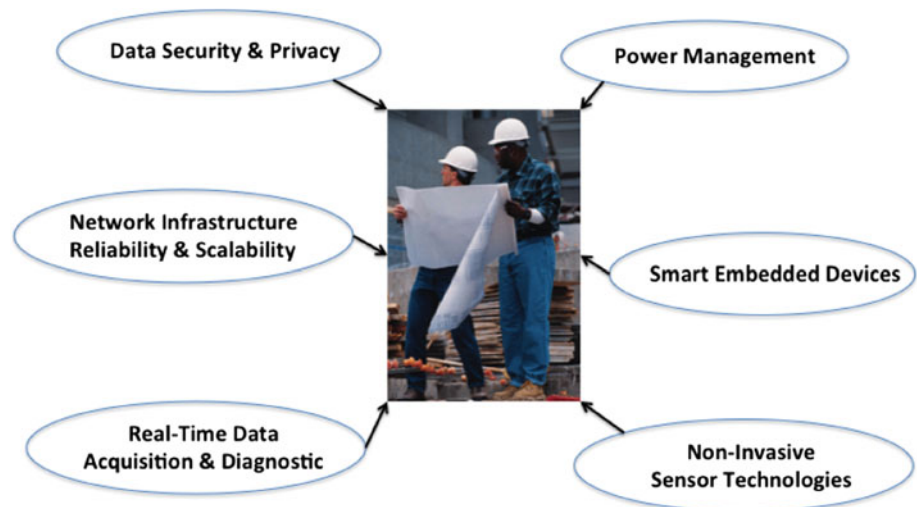 Data Security & Privacy
Power Management
Network Infrastructure
Reliability & Scalability
Smart Embedded Devices
Real-Time Data
Acquisition & Diagnostic
Non-Invasive
Sensor Technologies